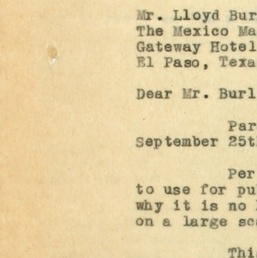 Mr. Lloyd Bur
The Mexico Ma
Gateway Hotel
El Paso, Texa
Dear Mr. Burl
Par
September 25t
Per
to use for pu
why it is no
on a large sc
This